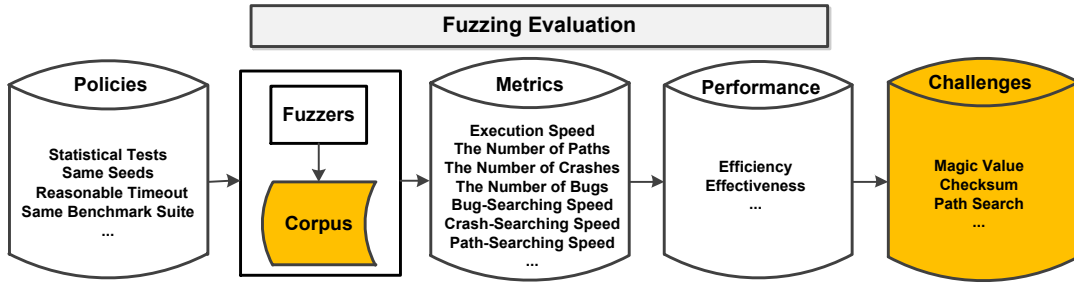 Fuzzing Evaluation
Policies
Statistical Tests
Same Seeds
Reasonable Timeout
Same Benchmark Suite
...
Fuzzers
Corpus
Metrics
Execution Speed
The Number of Paths
The Number of Crashes
The Number of Bugs
Bug-Searching Speed
Crash-Searching Speed
Path-Searching Speed
...
Performance
Efficiency
Effectiveness
...
Challenges
Magic Value
Checksum
Path Search
...